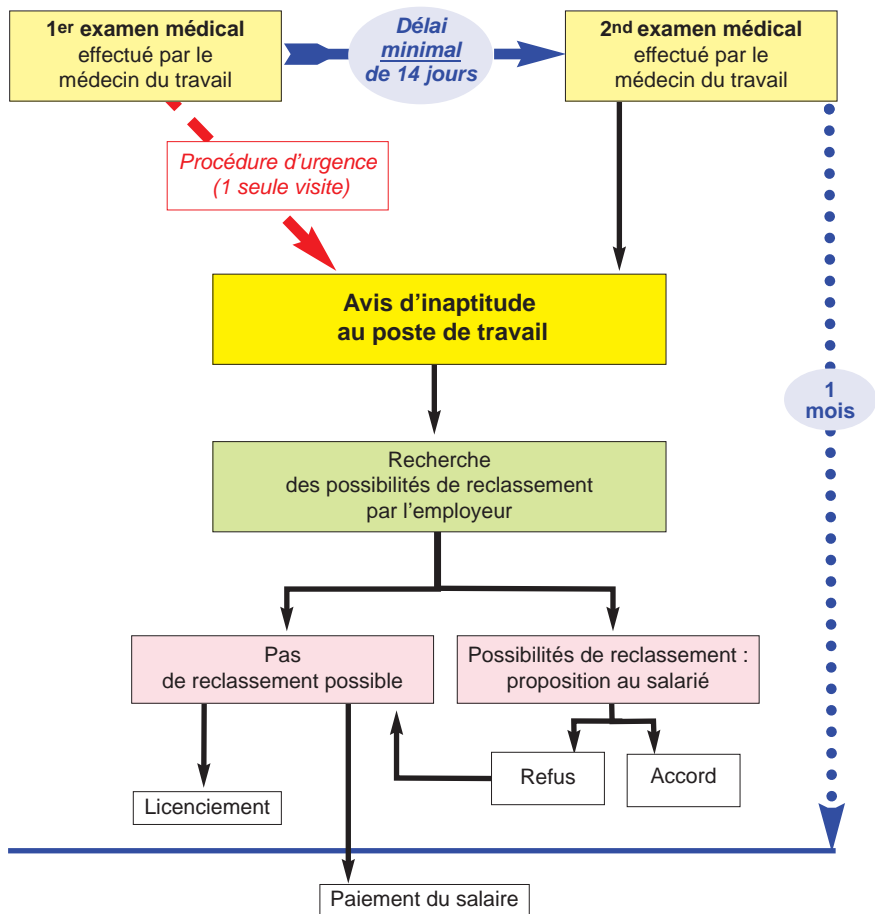 1er examen médical
effectué par le
médecin du travail
Délai
minimal
de 14 jours
2nd examen médical
effectué par le
médecin du travail
Procédure d’urgence
(1 seule visite)
Avis d’inaptitude
au poste de travail
1
mois
Recherche
des possibilités de reclassement
par l’employeur
Pas
de reclassement possible
Possibilités de reclassement :
proposition au salarié
Refus
Accord
Licenciement
Paiement du salaire